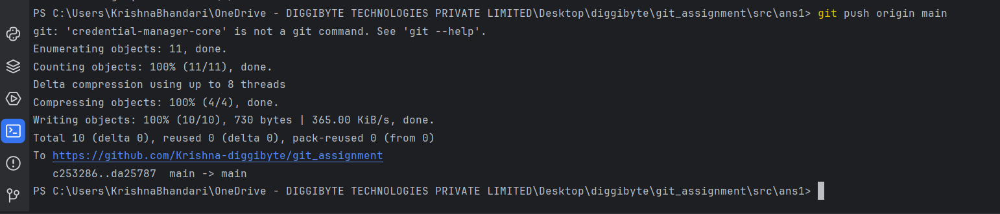 PS C:\Users\KrishnaBhandari\OneDrive - DIGGIBYTE TECHNOLOGIES PRIVATE LIMITED\Desktop\diggibyte\git_assignment\src\ans1> git push origin main
git: 'credential-manager-core' is not a git command. See 'git --help'.
Enumerating objects: 11, done.
Counting objects: 100% (11/11), done.
Delta compression using up to 8 threads
Compressing objects: 100% (4/4), done.
Writing objects: 100% (10/10), 730 bytes | 365.00 KiB/s, done.
Total 10 (delta 0), reused 0 (delta 0), pack-reused 0 (from 0)
To https://github.com/Krishna-diggibyte/git_assignment
   c253286..da25787  main -> main
PS C:\Users\KrishnaBhandari\OneDrive - DIGGIBYTE TECHNOLOGIES PRIVATE LIMITED\Desktop\diggibyte\git_assignment\src\ans1>